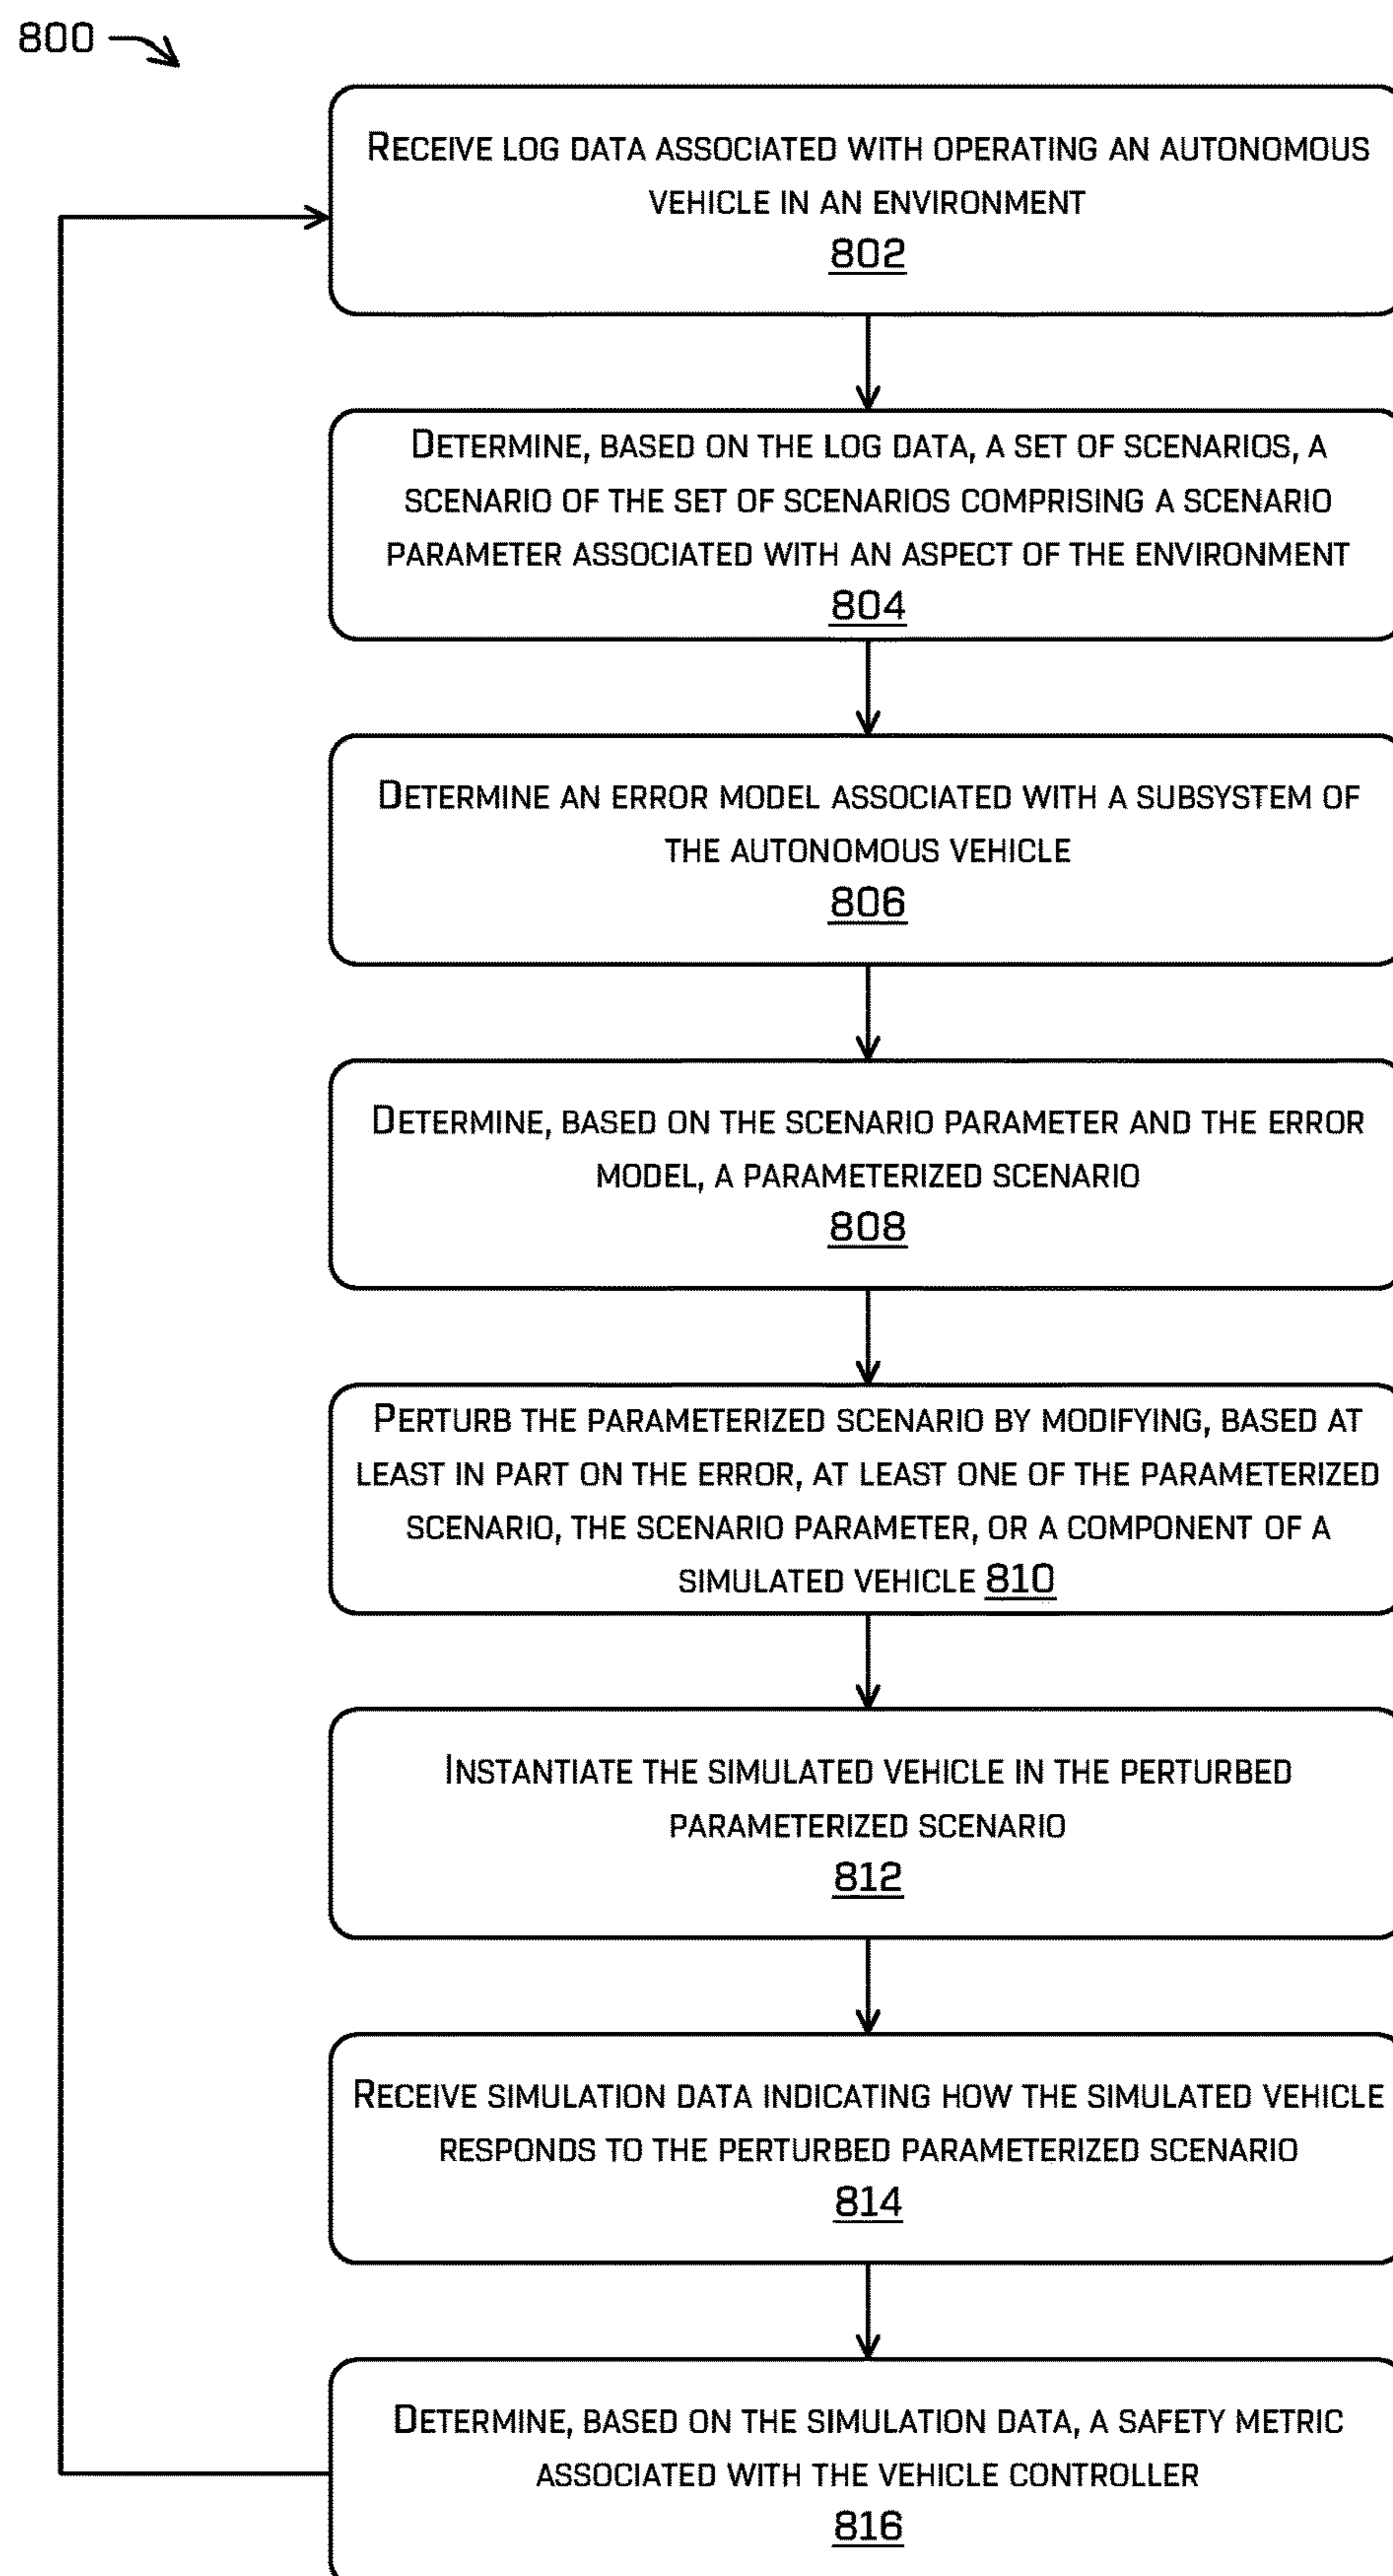 800
RECEIVE LOG DATA ASSOCIATED WITH OPERATING AN AUTONOMOUS
VEHICLE IN AN ENVIRONMENT
802
DETERMINE, BASED ON THE LOG DATA, A SET OF SCENARIOS, A
SCENARIO OF THE SET OF SCENARIOS COMPRISING A SCENARIO
PARAMETER ASSOCIATED WITH AN ASPECT OF THE ENVIRONMENT
804
DETERMINE AN ERROR MODEL ASSOCIATED WITH A SUBSYSTEM OF
THE AUTONOMOUS VEHICLE
806
DETERMINE, BASED ON THE SCENARIO PARAMETER AND THE ERROR
MODEL, A PARAMETERIZED SCENARIO
808
PERTURB THE PARAMETERIZED SCENARIO BY MODIFYING, BASED AT
LEAST IN PART ON THE ERROR, AT LEAST ONE OF THE PARAMETERIZED
SCENARIO, THE SCENARIO PARAMETER, OR A COMPONENT OF A
SIMULATED VEHICLE 810
INSTANTIATE THE SIMULATED VEHICLE IN THE PERTURBED
PARAMETERIZED SCENARIO
812
RECEIVE SIMULATION DATA INDICATING HOW THE SIMULATED VEHICLE
RESPONDS TO THE PERTURBED PARAMETERIZED SCENARIO
814
DETERMINE, BASED ON THE SIMULATION DATA, A SAFETY METRIC
ASSOCIATED WITH THE VEHICLE CONTROLLER
816